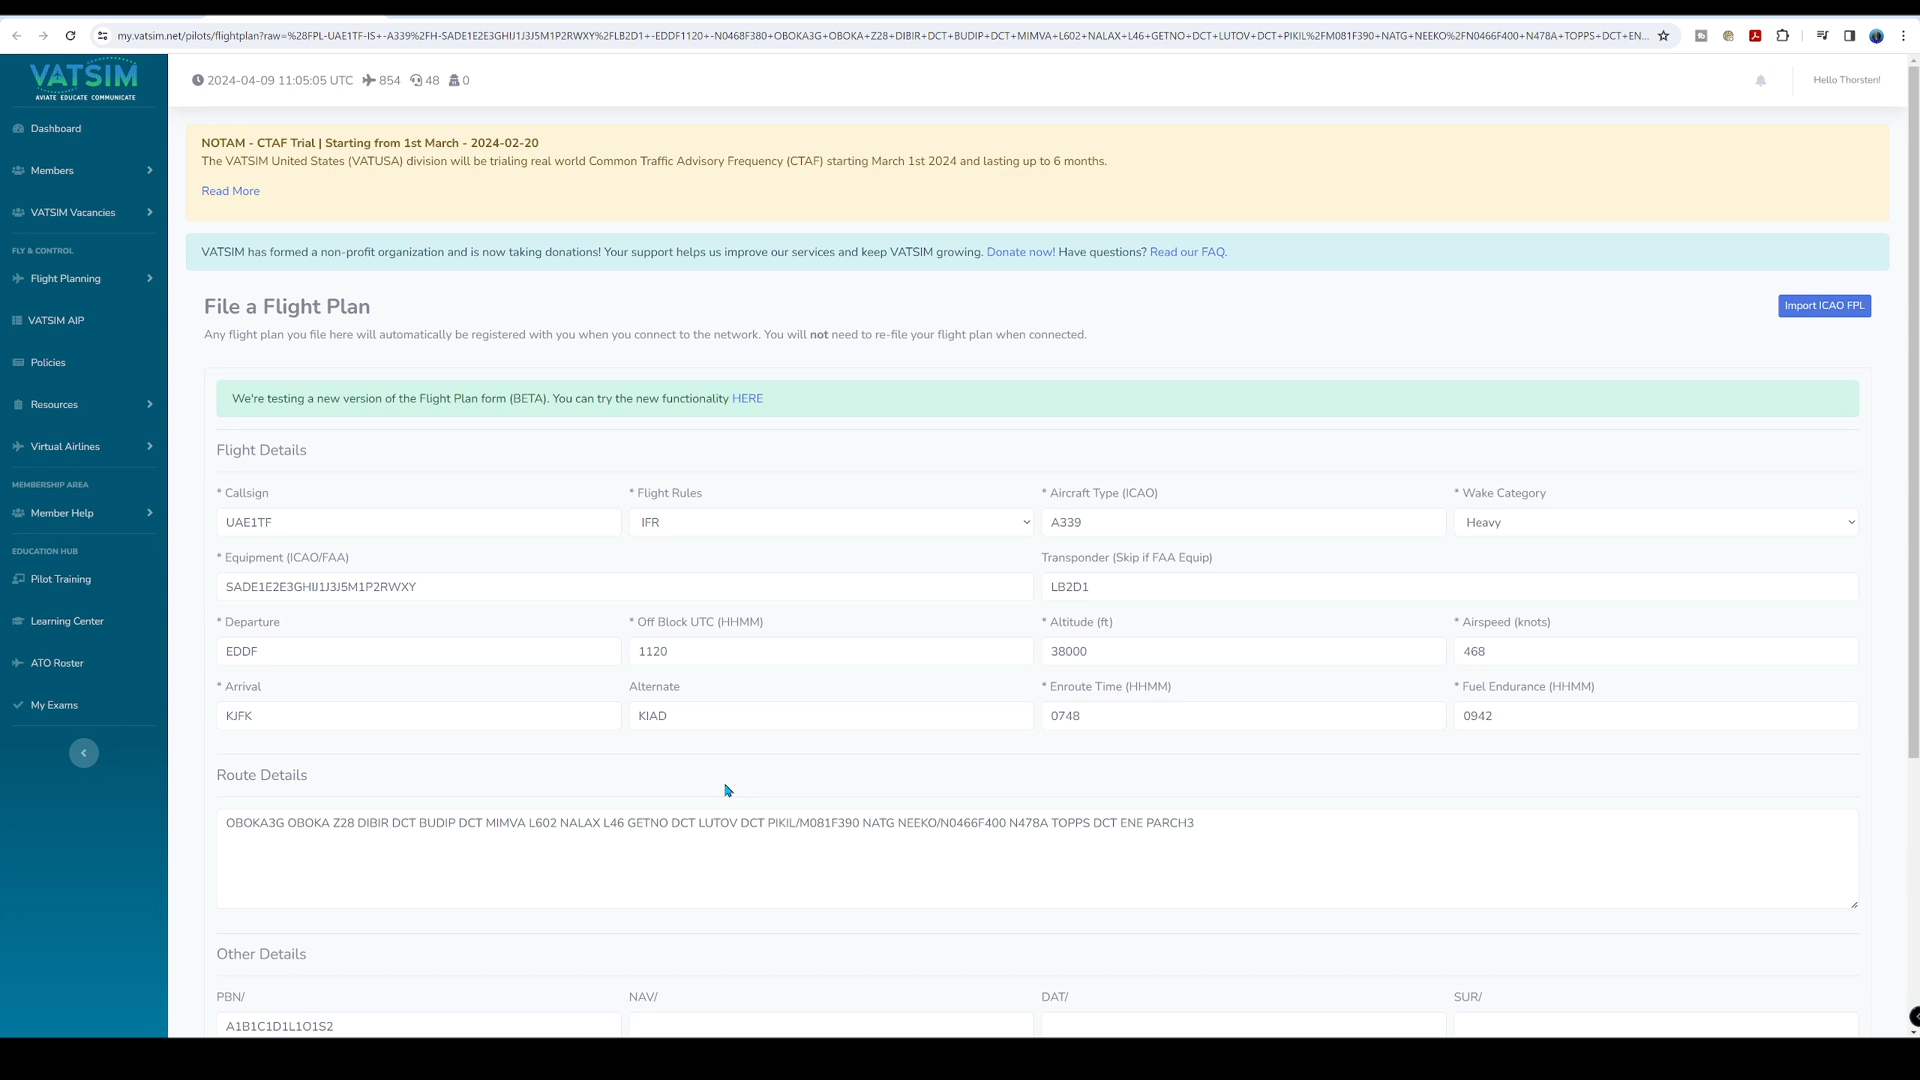 my.vatsim.net/pilots/flightplan?raw=%28FPL-UAE1TF-IS+-A339%2FH-SADE1E2E3GHIJ1J3J5M1P2RWXY%2FLB2D1+-EDDF1120+-N0468F380+OBOKA3G+OBOKA+Z28+DIBIR+DCT+BUDIP+DCT+MIMVA+L602+NALAX+L46+GETNO+DCT+LUTOV+DCT+PIKIL%2FM081F390+NATG+NEEKO%2FN0466F400+N478A+TOPPS+DCT+EN...
VATSIM
AVIATE EDUCATE COMMUNICATE
2024-04-09 11:05:05 UTC 854 48 0
Hello Thorsten!
Dashboard
Members
VATSIM Vacancies
FLY & CONTROL
Flight Planning
VATSIM AIP
Policies
Resources
Virtual Airlines
MEMBERSHIP AREA
Member Help
EDUCATION HUB
Pilot Training
Learning Center
ATO Roster
My Exams
NOTAM - CTAF Trial | Starting from 1st March - 2024-02-20
The VATSIM United States (VATUSA) division will be trialing real world Common Traffic Advisory Frequency (CTAF) starting March 1st 2024 and lasting up to 6 months.
Read More
VATSIM has formed a non-profit organization and is now taking donations! Your support helps us improve our services and keep VATSIM growing. Donate now! Have questions? Read our FAQ.
File a Flight Plan
Import ICAO FPL
Any flight plan you file here will automatically be registered with you when you connect to the network. You will not need to re-file your flight plan when connected.
We're testing a new version of the Flight Plan form (BETA). You can try the new functionality HERE
Flight Details
* Callsign * Flight Rules * Aircraft Type (ICAO) * Wake Category
UAE1TF IFR A339 Heavy
* Equipment (ICAO/FAA) Transponder (Skip if FAA Equip)
SADE1E2E3GHIJ1J3J5M1P2RWXY LB2D1
* Departure * Off Block UTC (HHMM) * Altitude (ft) * Airspeed (knots)
EDDF 1120 38000 468
* Arrival Alternate * Enroute Time (HHMM) * Fuel Endurance (HHMM)
KJFK KIAD 0748 0942
Route Details
OBOKA3G OBOKA Z28 DIBIR DCT BUDIP DCT MIMVA L602 NALAX L46 GETNO DCT LUTOV DCT PIKIL/M081F390 NATG NEEKO/N0466F400 N478A TOPPS DCT ENE PARCH3
Other Details
PBN/ NAV/ DAT/ SUR/
A1B1C1D1L1O1S2